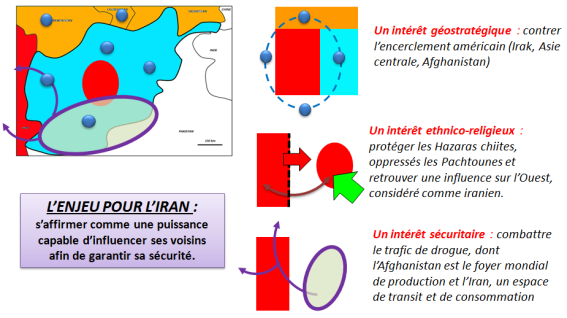 Un intérêt géostratégique : contrer
l'encerclement américain (Irak, Asie
centrale, Afghanistan)
Un intérêt ethnico-religieux :
protéger les Hazaras chiites,
oppressés les Pachtounes et
retrouver une influence sur l'Ouest,
considéré comme iranien.
L'ENJEU POUR L'IRAN :
s'affirmer comme une puissance
capable d'influencer ses voisins
afin de garantir sa sécurité.
Un intérêt sécuritaire : combattre
le trafic de drogue, dont
l'Afghanistan est le foyer mondial
de production et l'Iran, un espace
de transit et de consommation